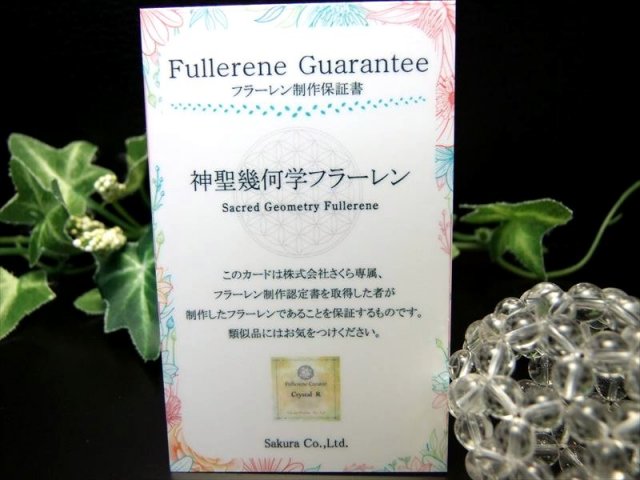 Fullerene Guarantee
フラーレン制作保証書
神聖幾何学フラーレン
Sacred Geometry Fullerene
このカードは株式会社さくら専属、
フラーレン制作認定書を取得した者が
制作したフラーレンであることを保証するものです。
類似品にはお気をつけください。
Crystal R
Sakura Co.,Ltd.